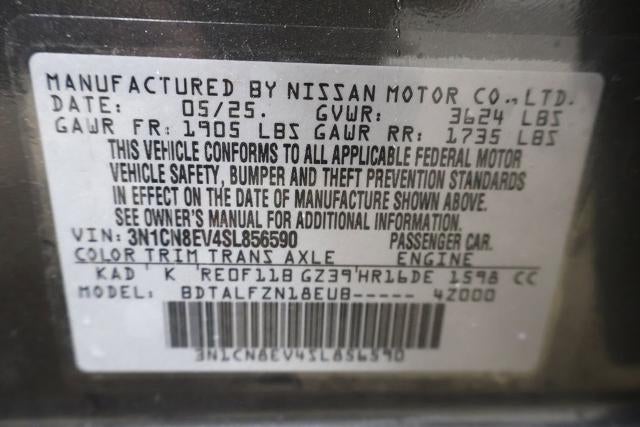 MANUFACTURED BY NISSAN MOTOR CO., LTD.
DATE: 05/25. GVWR: 3624 LBS
GAWR FR: 1905 LBS GAWR RR: 1735 LBS
THIS VEHICLE CONFORMS TO ALL APPLICABLE FEDERAL MOTOR
VEHICLE SAFETY, BUMPER AND THEFT PREVENTION STANDARDS
IN EFFECT ON THE DATE OF MANUFACTURE SHOWN ABOVE.
SEE OWNER'S MANUAL FOR ADDITIONAL INFORMATION.
VIN: 3N1CN8EV4SL856590 PASSENGER CAR.
COLOR TRIM TRANS AXLE ENGINE
KAD K RE0F11B GZ39 HR16DE 1598 CC
MODEL: BDTALFZN18EUB----- 4Z000
3N1CN8EV4SL856590